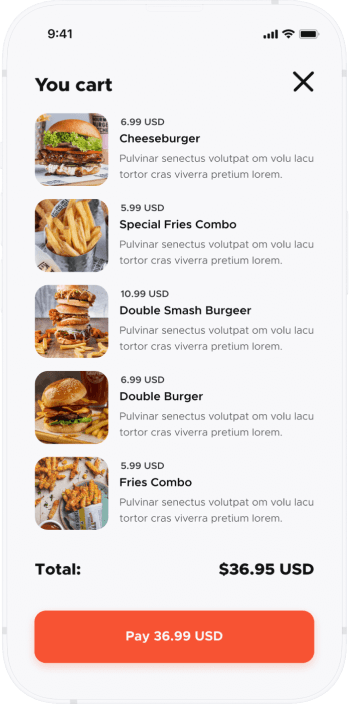 9:41
You cart
6.99 USD
Cheeseburger
Pulvinar senectus volutpat om volu lacu
tortor cras viverra pretium lorem.
5.99 USD
Special Fries Combo
Pulvinar senectus volutpat om volu lacu
tortor cras viverra pretium lorem.
10.99 USD
Double Smash Burgeer
Pulvinar senectus volutpat om volu lacu
tortor cras viverra pretium lorem.
6.99 USD
Double Burger
Pulvinar senectus volutpat om volu lacu
tortor cras viverra pretium lorem.
5.99 USD
Fries Combo
Pulvinar senectus volutpat om volu lacu
tortor cras viverra pretium lorem.
Total: $36.95 USD
Pay 36.99 USD